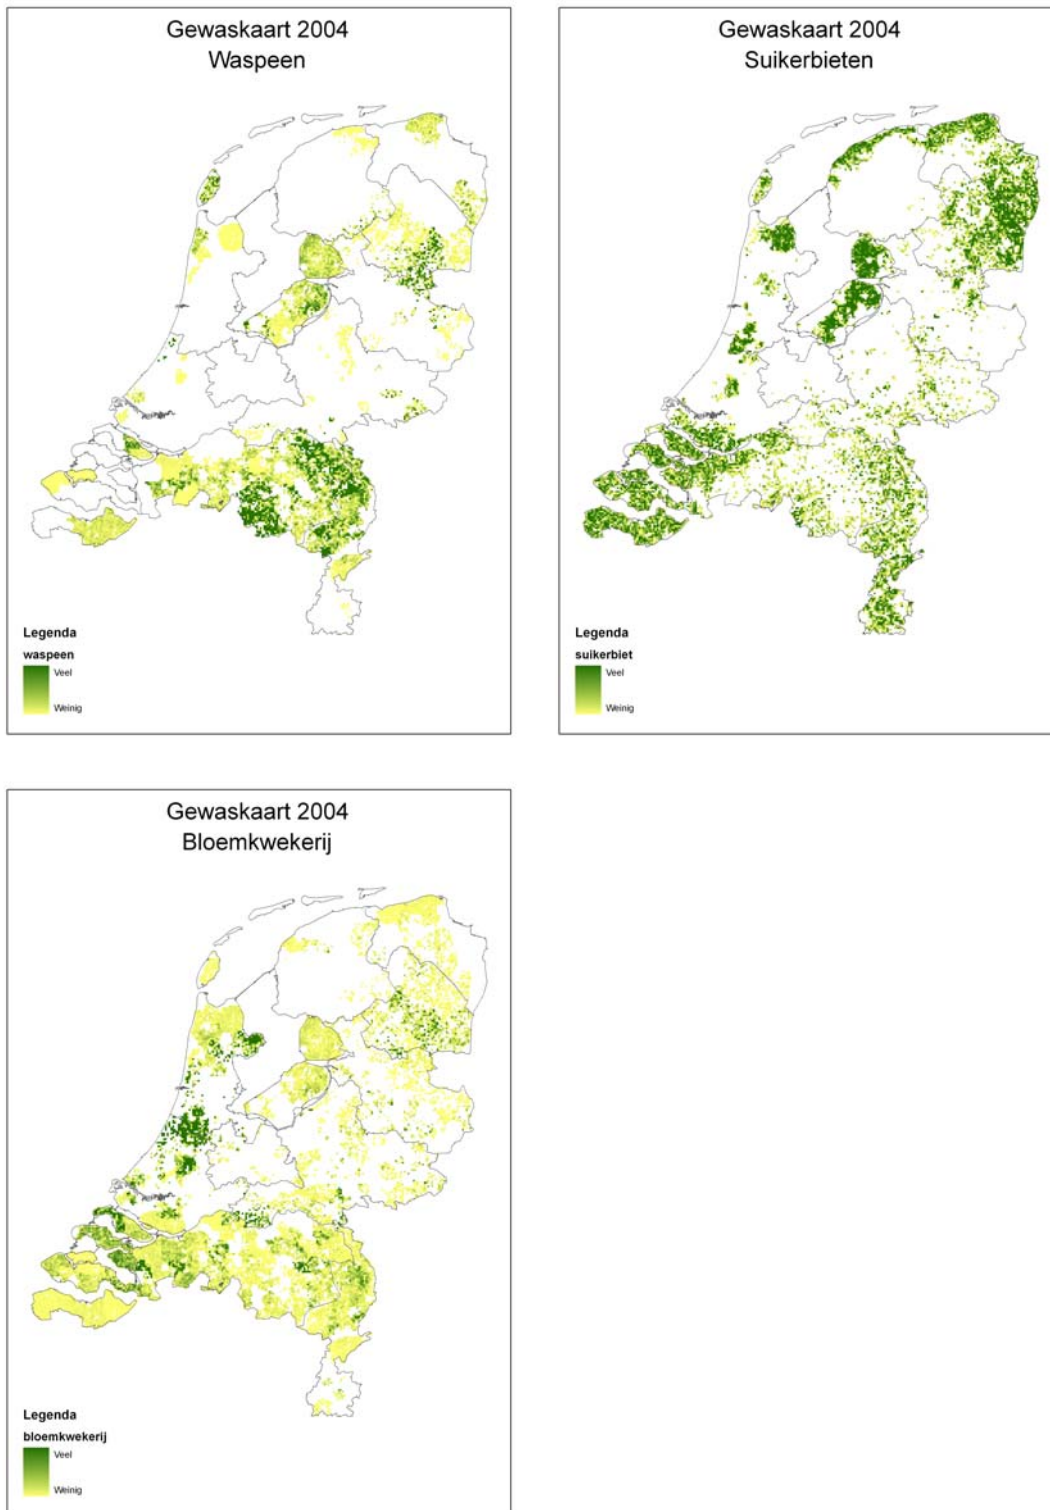 Gewaskaart 2004
Waspeen
Legenda
waspeen
Veel
Weinig
Gewaskaart 2004
Suikerbieten
Legenda
suikerbiet
Veel
Weinig
Gewaskaart 2004
Bloemkwekerij
Legenda
bloemkwekerij
Veel
Weinig